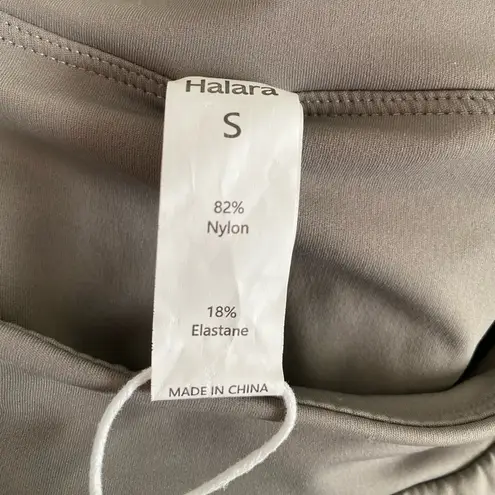 Halara
S
82%
Nylon
18%
Elastane
MADE IN CHINA